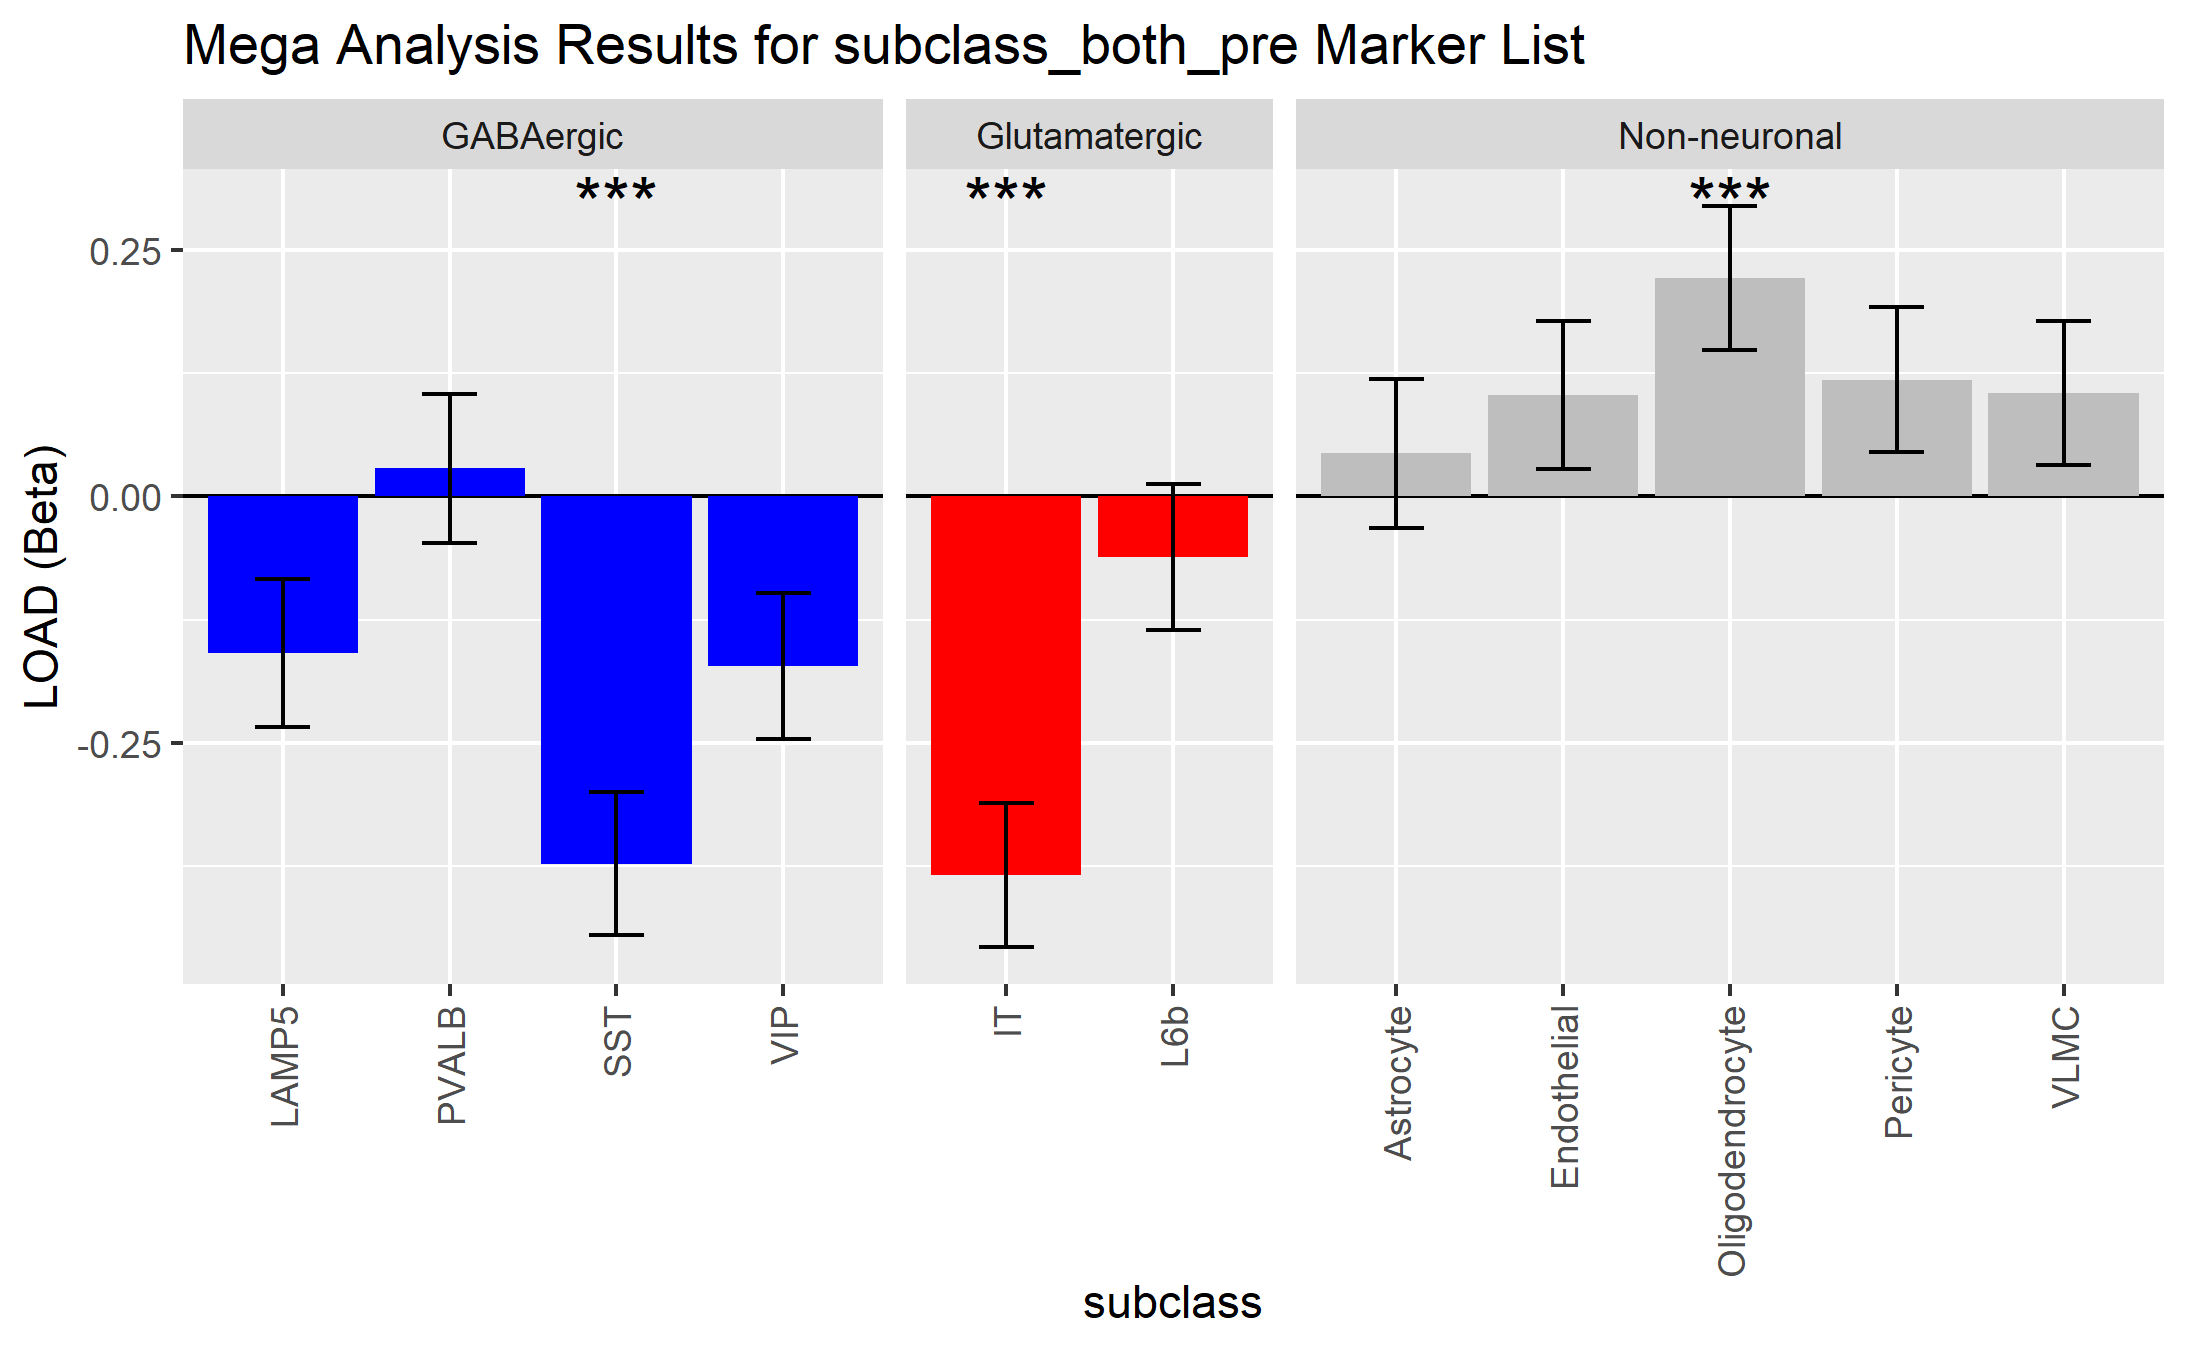 Mega Analysis Results for subclass_both_pre Marker List
GABAergic
Glutamatergic
Non-neuronal
***
***
***
LOAD (Beta)
0.25
0.00
-0.25
LAMP5
PVALB
SST
VIP
IT
L6b
Astrocyte
Endothelial
Oligodendrocyte
Pericyte
VLMC
subclass